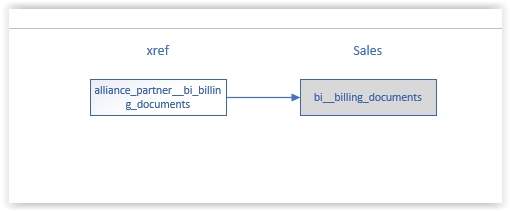 xref
Sales
alliance_partner__bi_billin
g_documents
bi__billing_documents